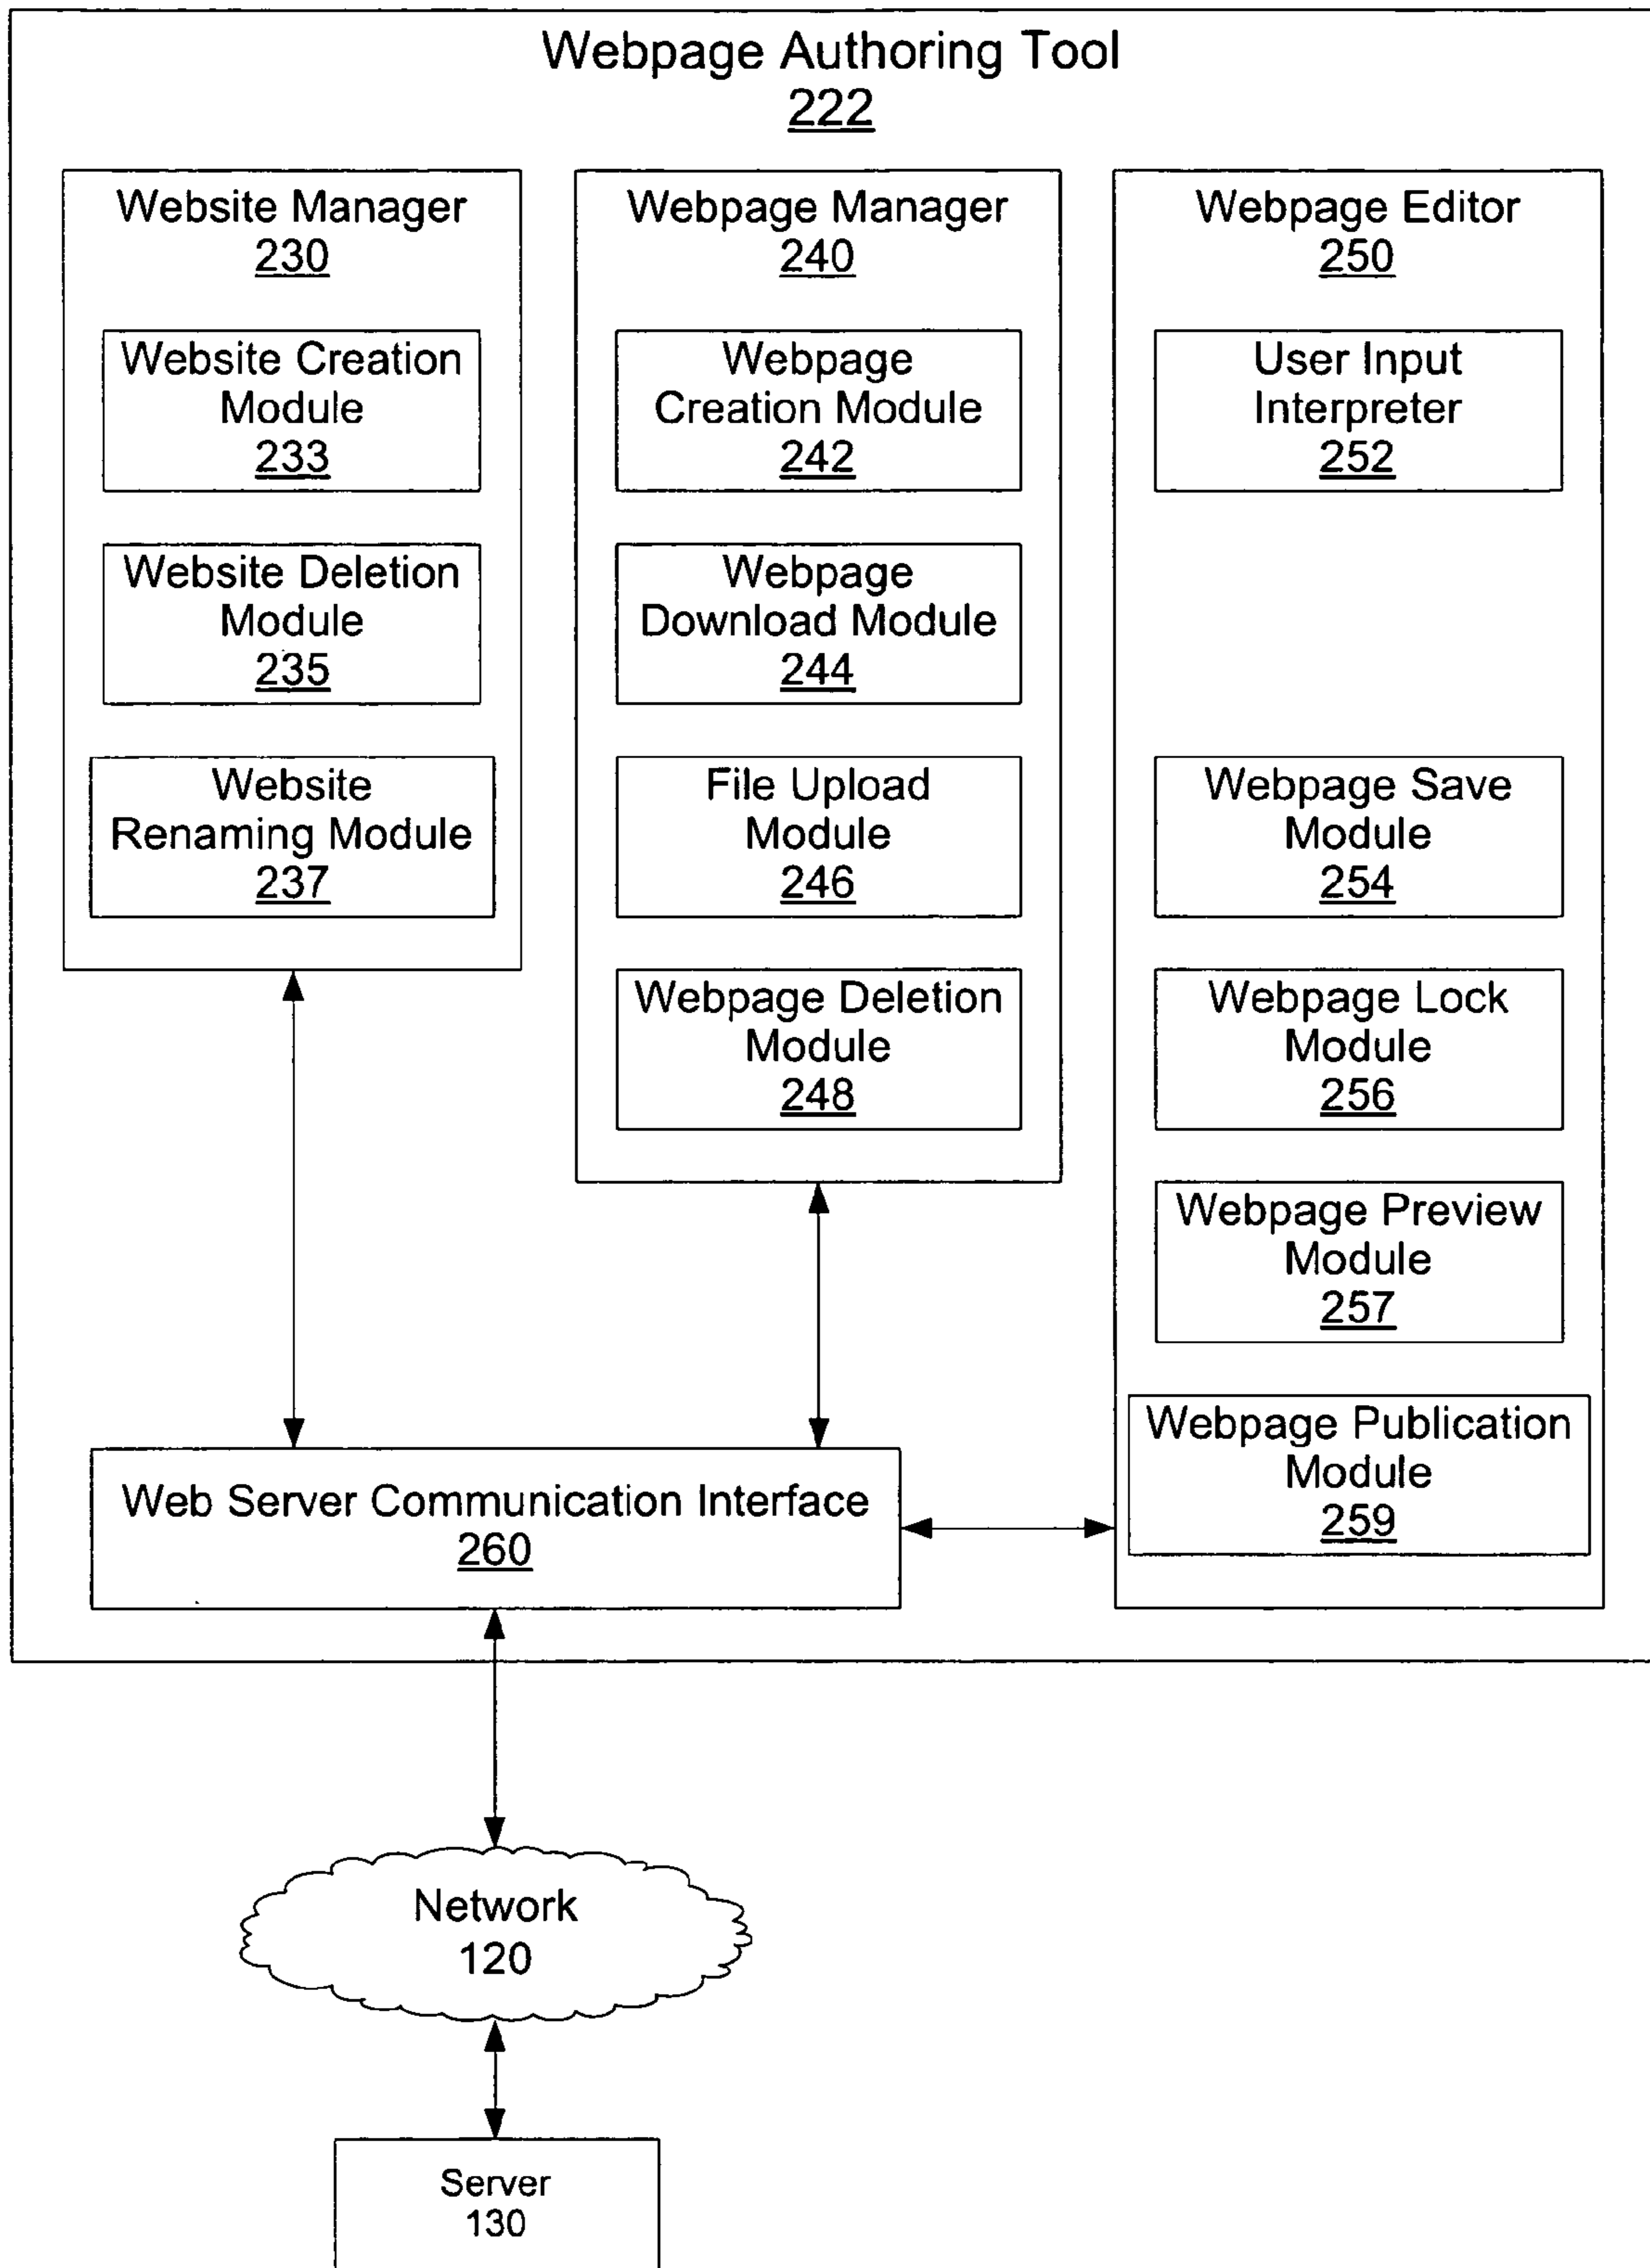 Webpage Authoring Tool
222
Website Manager
230
Website Creation
Module
233
Website Deletion
Module
235
Website
Renaming Module
237
Webpage Manager
240
Webpage
Creation Module
242
Webpage
Download Module
244
File Upload
Module
246
Webpage Deletion
Module
248
Webpage Editor
250
User Input
Interpreter
252
Webpage Save
Module
254
Webpage Lock
Module
256
Webpage Preview
Module
257
Webpage Publication
Module
259
Web Server Communication Interface
260
Network
120
Server
130